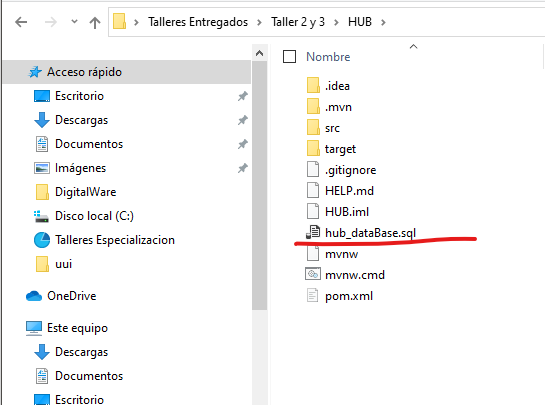 Talleres Entregados > Taller 2 y 3 > HUB >
Nombre
Acceso rápido
Escritorio
Descargas
Documentos
Imágenes
DigitalWare
Disco local (C:)
Talleres Especializacion
uui
OneDrive
Este equipo
Descargas
Documentos
Escritorio
.idea
.mvn
src
target
.gitignore
HELP.md
HUB.iml
hub_dataBase.sql
mvnw
mvnw.cmd
pom.xml